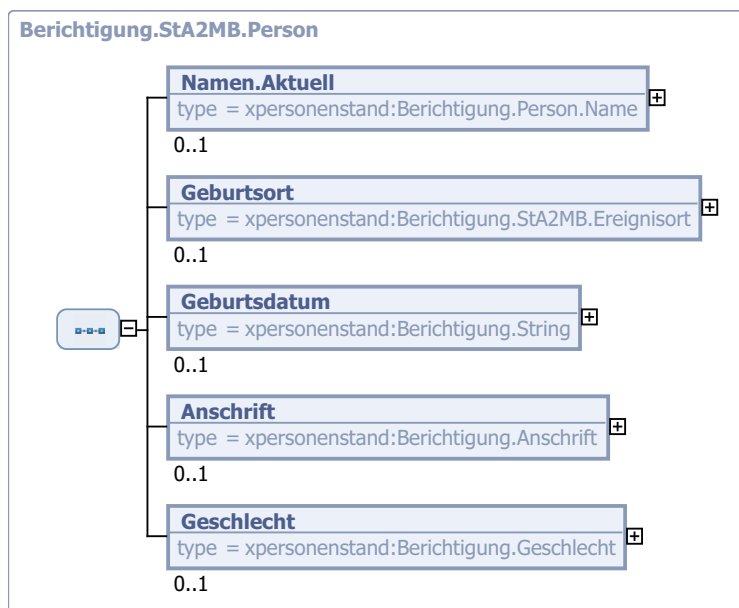 Berichtigung.StA2MB.Person
Namen.Aktuell
type = xpersonenstand:Berichtigung.Person.Name
0..1
Geburtsort
type = xpersonenstand:Berichtigung.StA2MB.Ereignisort
0..1
Geburtsdatum
type = xpersonenstand:Berichtigung.String
0..1
Anschrift
type = xpersonenstand:Berichtigung.Anschrift
0..1
Geschlecht
type = xpersonenstand:Berichtigung.Geschlecht
0..1